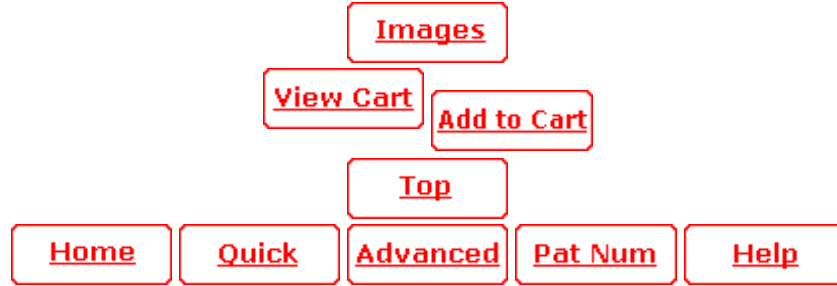 Images
View Cart
Add to Cart
Top
Home Quick Advanced Pat Num Help